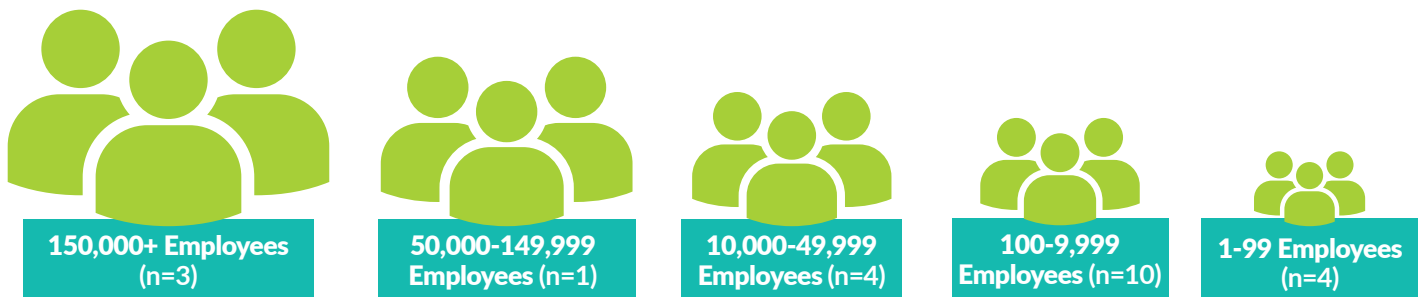 150,000+ Employees
(n=3)
50,000-149,999
Employees (n=1)
10,000-49,999
Employees (n=4)
100-9,999
Employees (n=10)
1-99 Employees
(n=4)